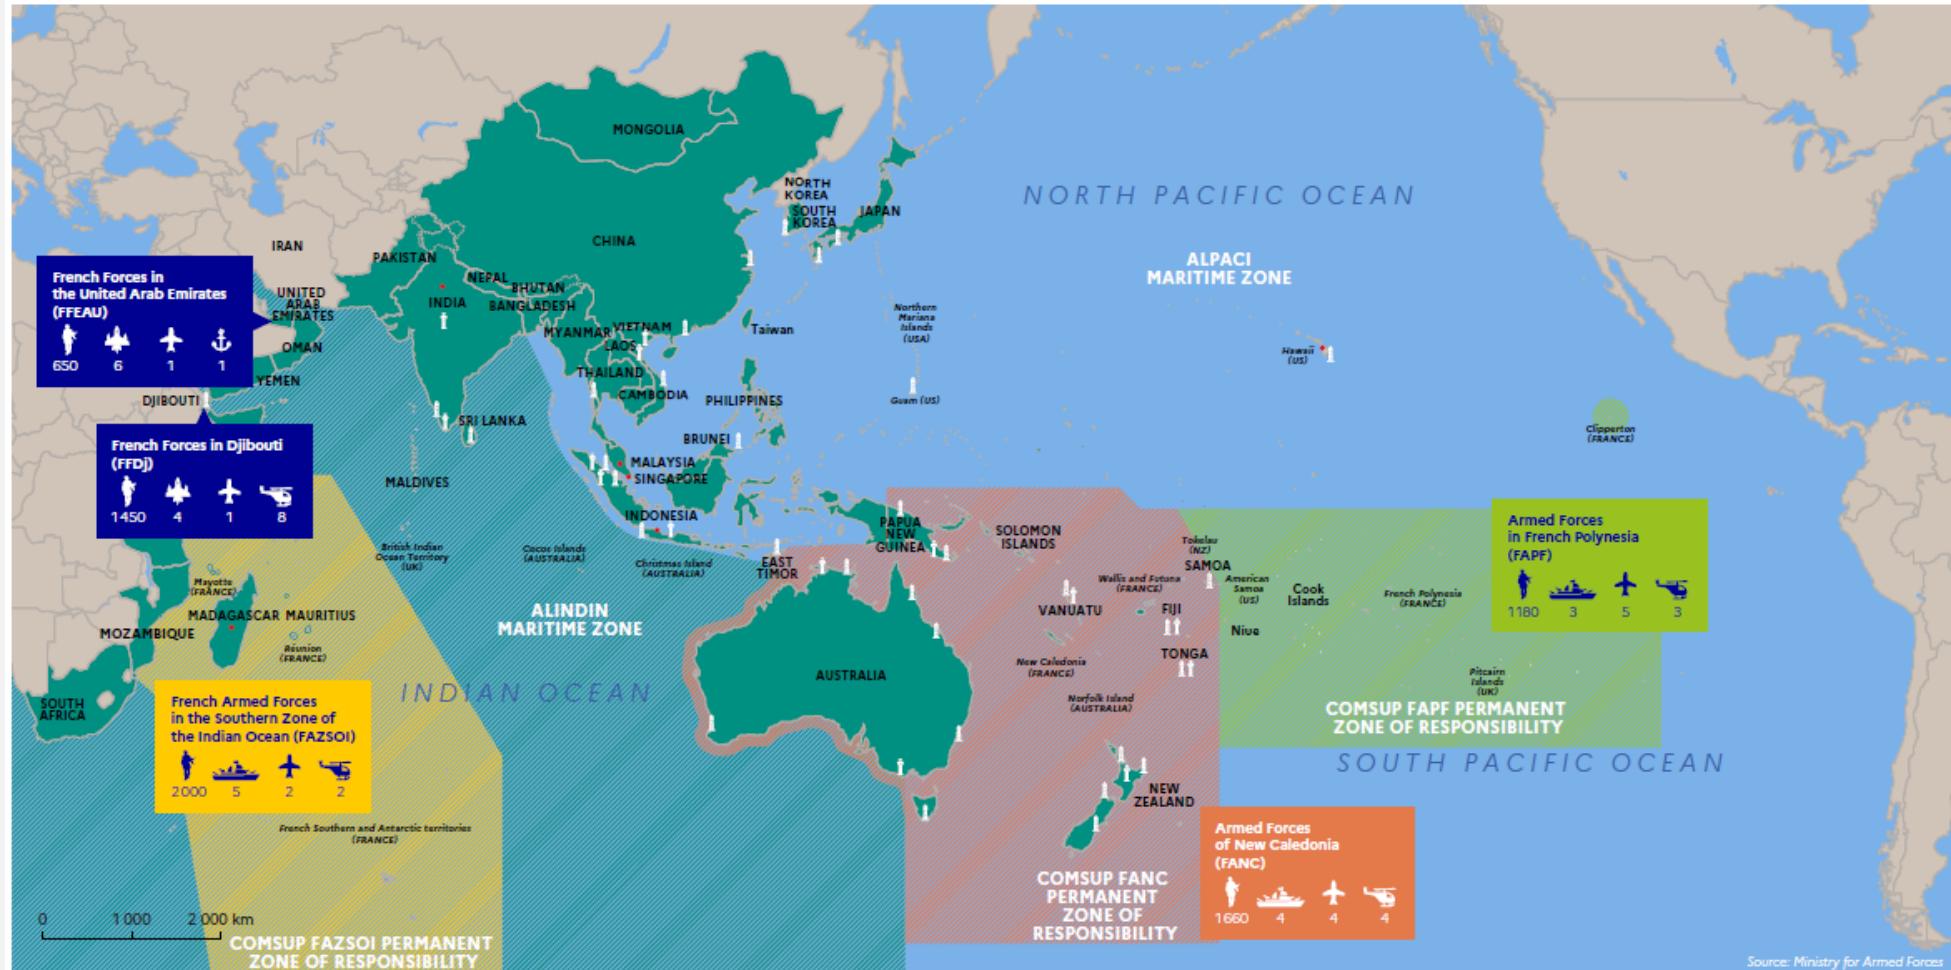 MONGOLIA
NORTH
KOREA
SOUTH
KOREA
JAPAN
NORTH PACIFIC OCEAN
CHINA
IRAN
PAKISTAN
ALPACI
MARITIME ZONE
French Forces in
the United Arab Emirates
(FFEAU)
650 6 1 1
UNITED
ARAB
EMIRATES
NEPAL
BHUTAN
INDIA
BANGLADESH
MYANMAR
VIETNAM
LAOS
Taiwan
Northern
Mariana
Islands
(USA)
OMAN
Hawaii
(US)
THAILAND
YEMEN
CAMBODIA
PHILIPPINES
Guam (US)
DJIBOUTI
SRI LANKA
Clipperton
(FRANCE)
French Forces in Djibouti
(FFDj)
1450 4 1 8
BRUNEI
MALAYSIA
SINGAPORE
MALDIVES
INDONESIA
PAPUA
NEW
GUINEA
SOLOMON
ISLANDS
Armed Forces
in French Polynesia
(FAPF)
1180 3 5 3
British Indian
Ocean Territory
(UK)
Cocos Islands
(AUSTRALIA)
Christmas Island
(AUSTRALIA)
EAST
TIMOR
Tokelau
(NZ)
SAMOA
Wallis and Futuna
(FRANCE)
American
Samoa
(US)
Cook
Islands
French Polynesia
(FRANCE)
Mayotte
(FRANCE)
MADAGASCAR
MAURITIUS
MOZAMBIQUE
Réunion
(FRANCE)
ALINDIN
MARITIME ZONE
VANUATU
FIJI
Niue
TONGA
New Caledonia
(FRANCE)
AUSTRALIA
Pitcairn
Islands
(UK)
INDIAN OCEAN
Norfolk Island
(AUSTRALIA)
SOUTH
AFRICA
French Armed Forces
in the Southern Zone of
the Indian Ocean (FAZSOI)
2000 5 2 2
COMSUP FAPF PERMANENT
ZONE OF RESPONSIBILITY
SOUTH PACIFIC OCEAN
NEW
ZEALAND
French Southern and Antarctic territories
(FRANCE)
Armed Forces
of New Caledonia
(FANC)
1660 4 4 4
COMSUP FANC
PERMANENT
ZONE OF
RESPONSIBILITY
0 1 000 2 000 km
COMSUP FAZSOI PERMANENT
ZONE OF RESPONSIBILITY
Source: Ministry for Armed Forces